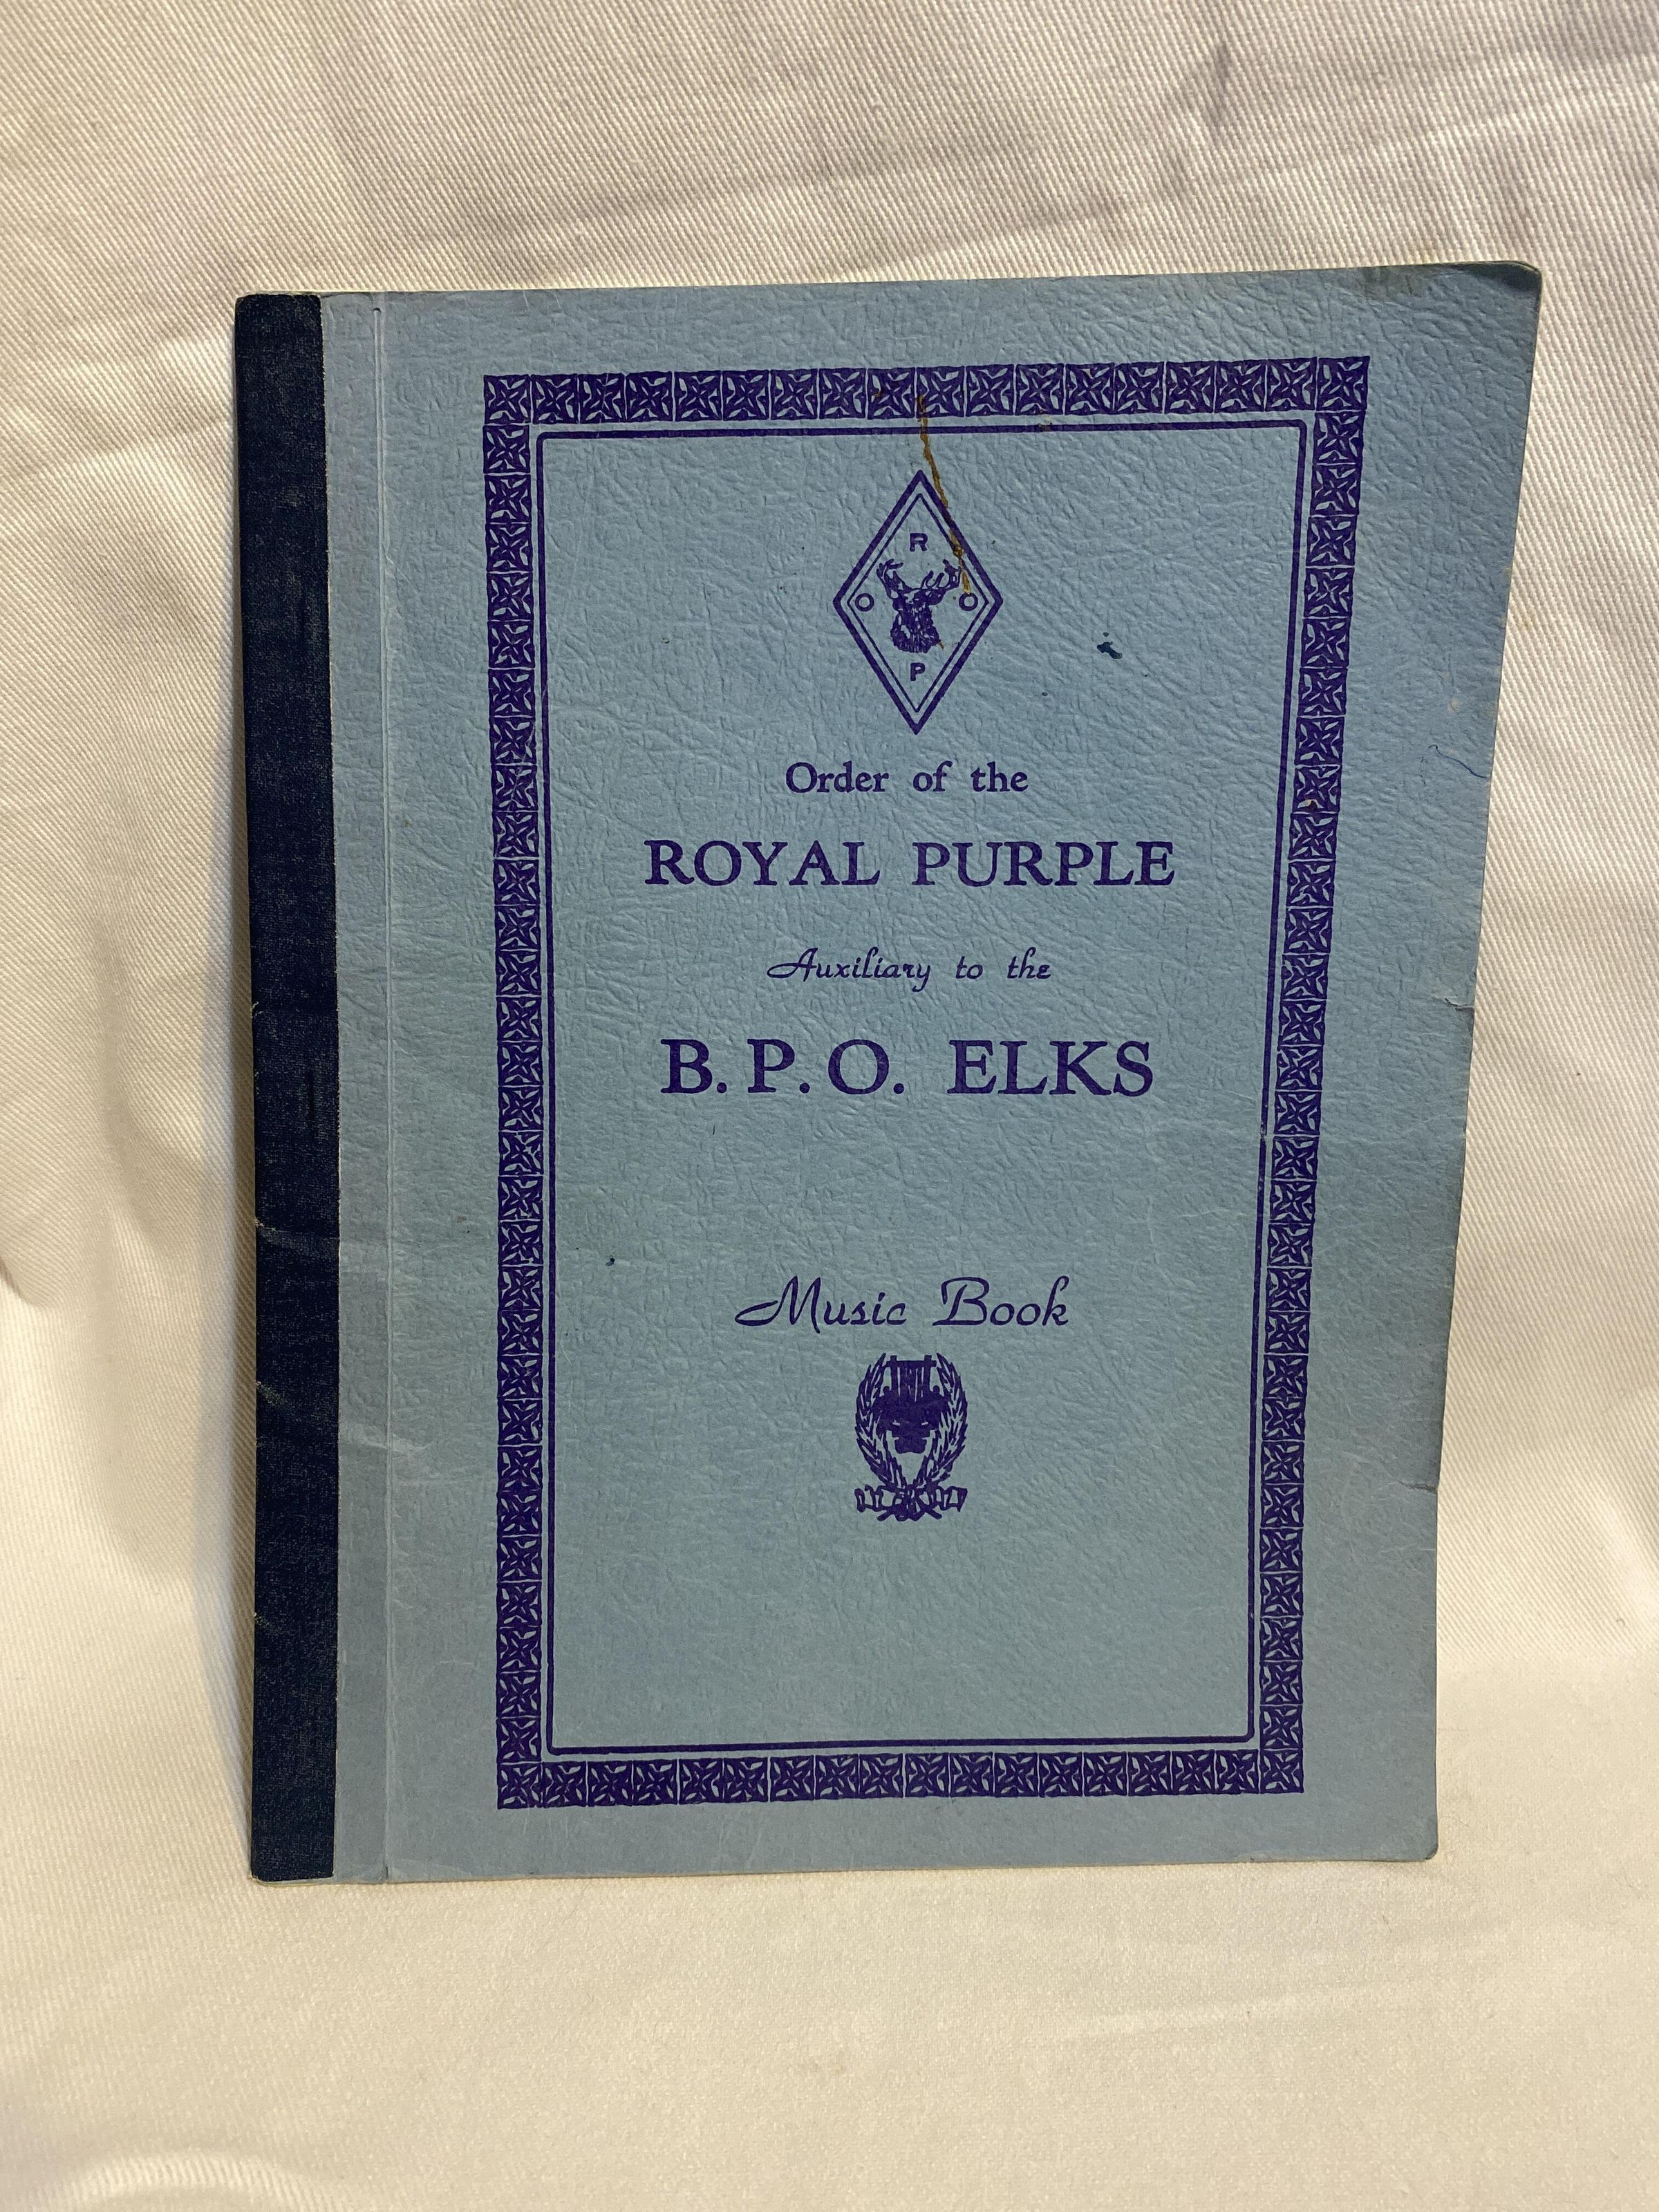 R
O O
P
Order of the
ROYAL PURPLE
Auxiliary to the
B. P. O. ELKS
Music Book